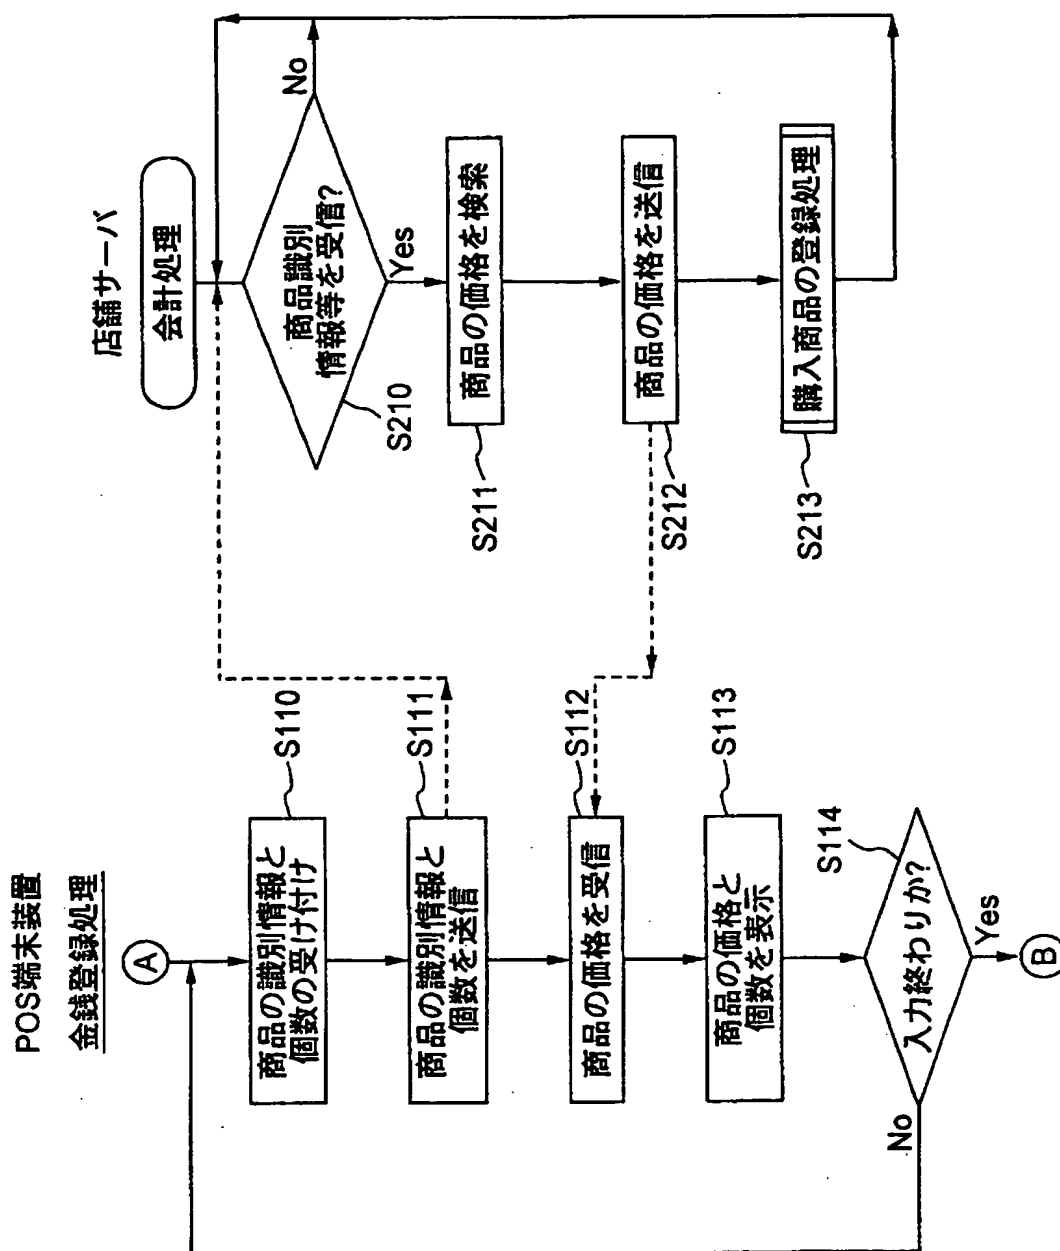 POS端末装置
金銭登録処理
A
商品の識別情報と
個数の受け付け
S110
商品の識別情報と
個数を送信
S111
商品の価格を受信
S112
商品の価格と
個数を表示
S113
入力終わりか?
S114
No
Yes
B
店舗サーバ
会計処理
商品識別
情報等を受信?
S210
No
Yes
商品の価格を検索
S211
商品の価格を送信
S212
購入商品の登録処理
S213